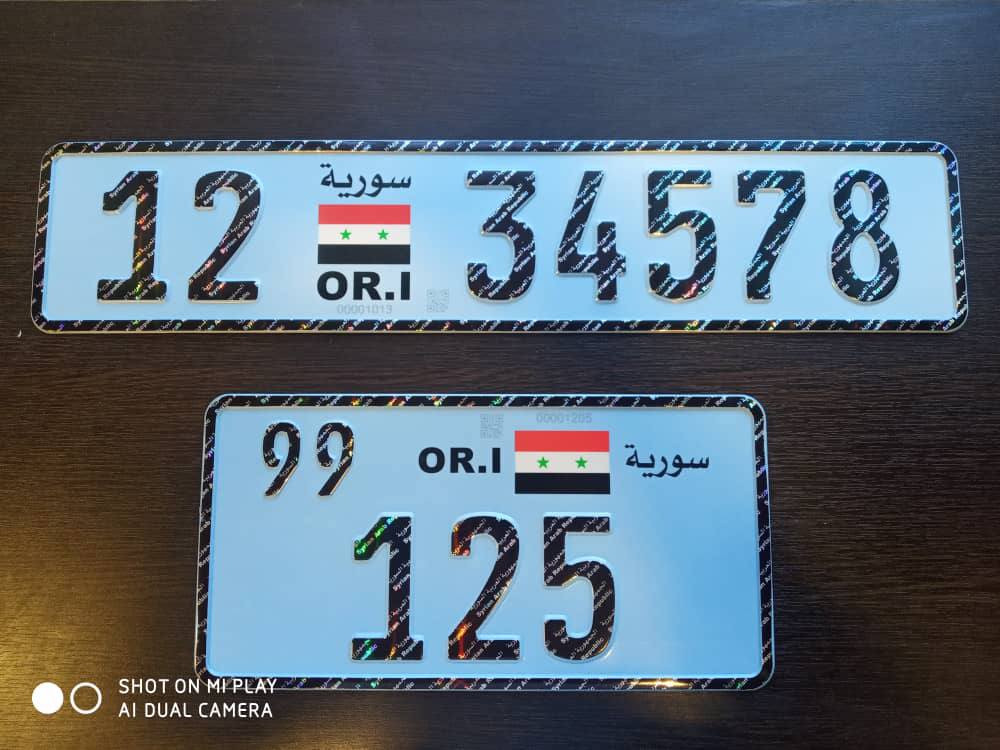 سورية
12 34578
OR.I
00001013
00001205
99 OR.I سورية
125
SHOT ON MI PLAY
AI DUAL CAMERA